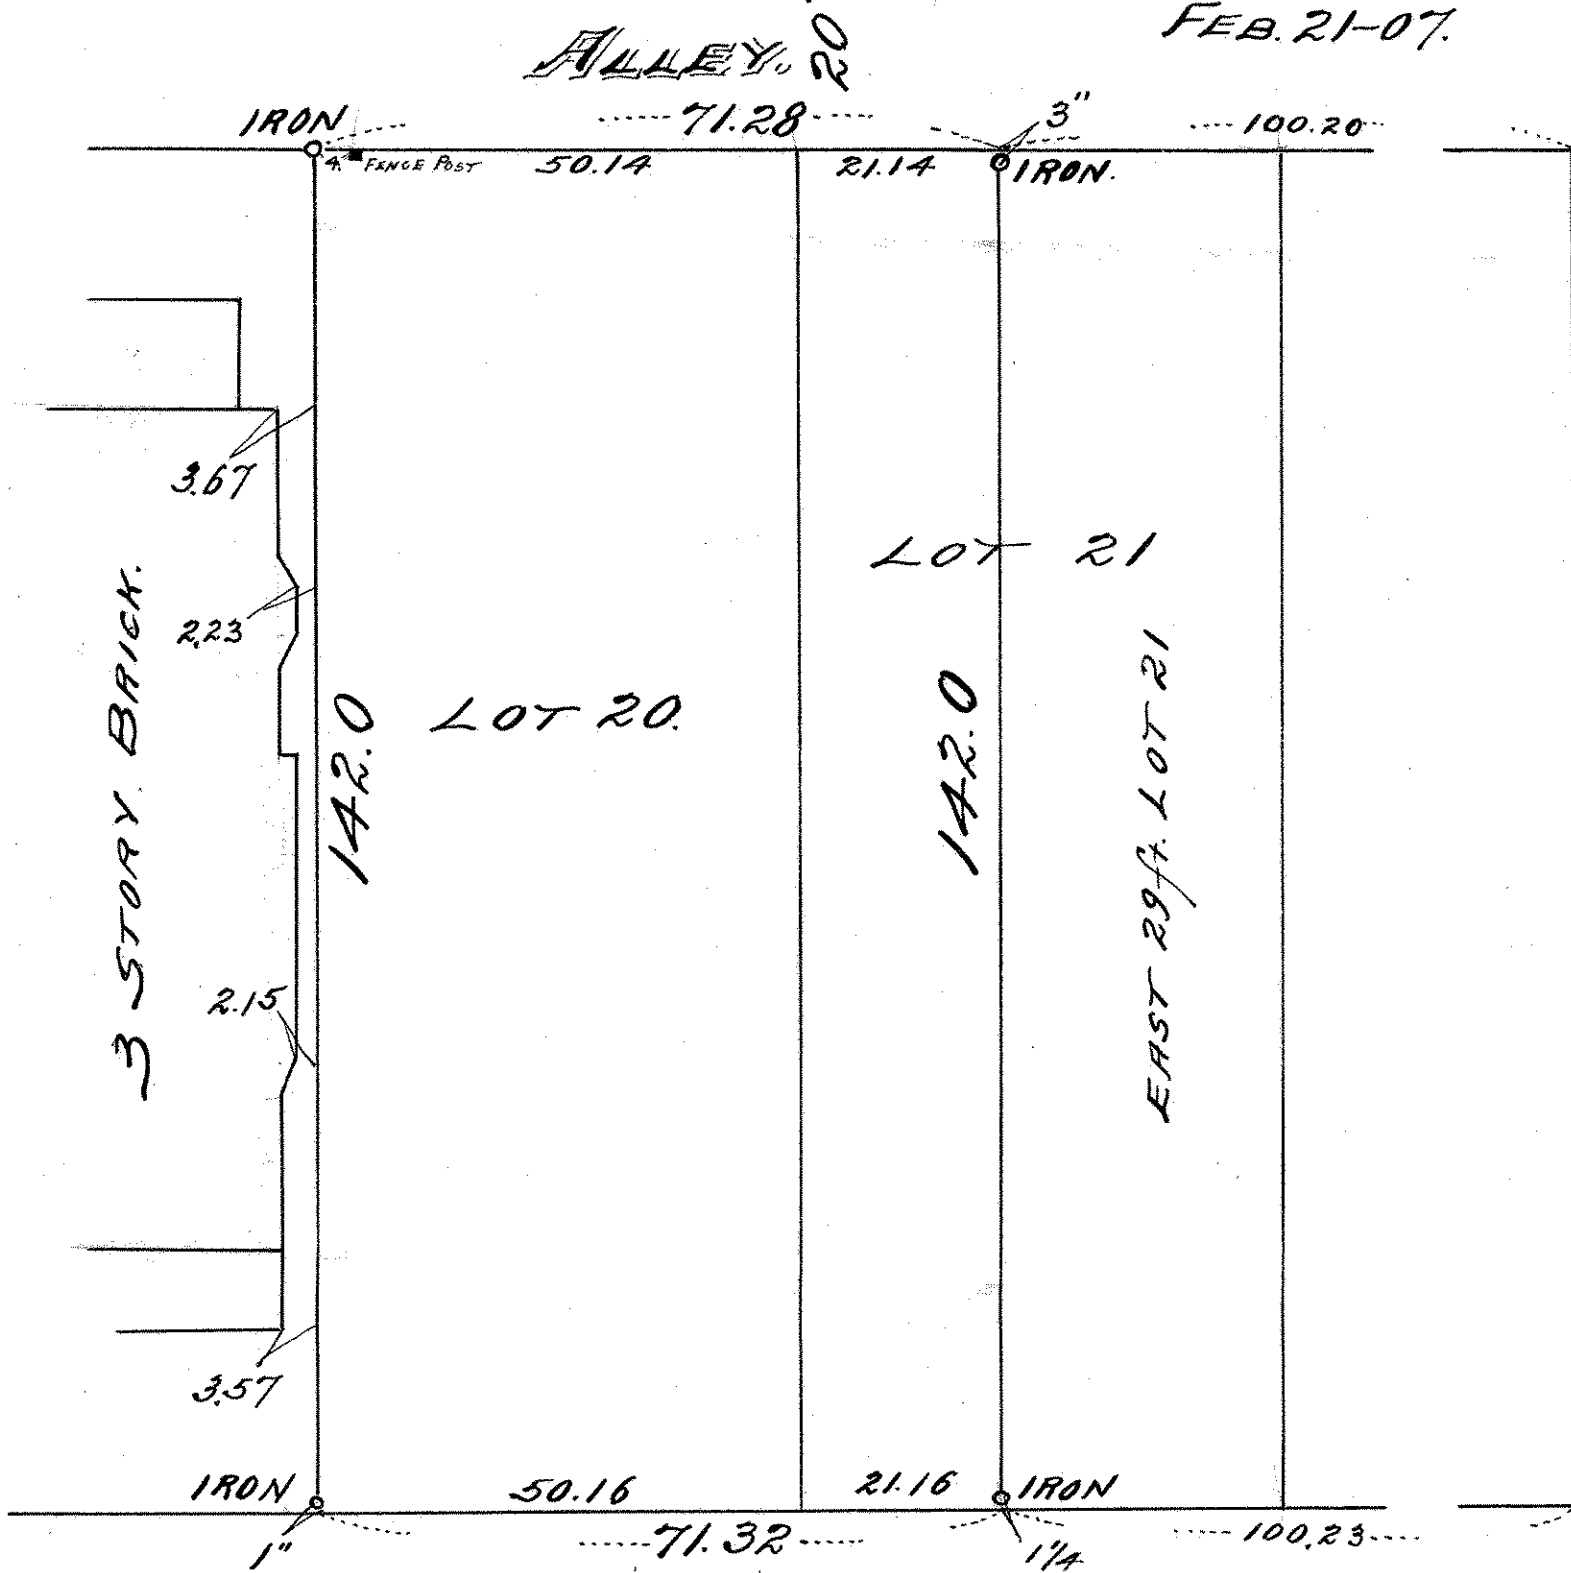 FEB. 21-07.
ALLEY. 20
IRON
71.28
3"
100.20
4" FENCE POST
50.14
21.14
IRON.
3.67
LOT 21
2.23
3 STORY BRICK.
142.0
LOT 20.
142.0
EAST 29 ft. LOT 21
2.15
3.57
IRON
50.16
21.16
IRON
1"
71.32
1 1/4
100.23